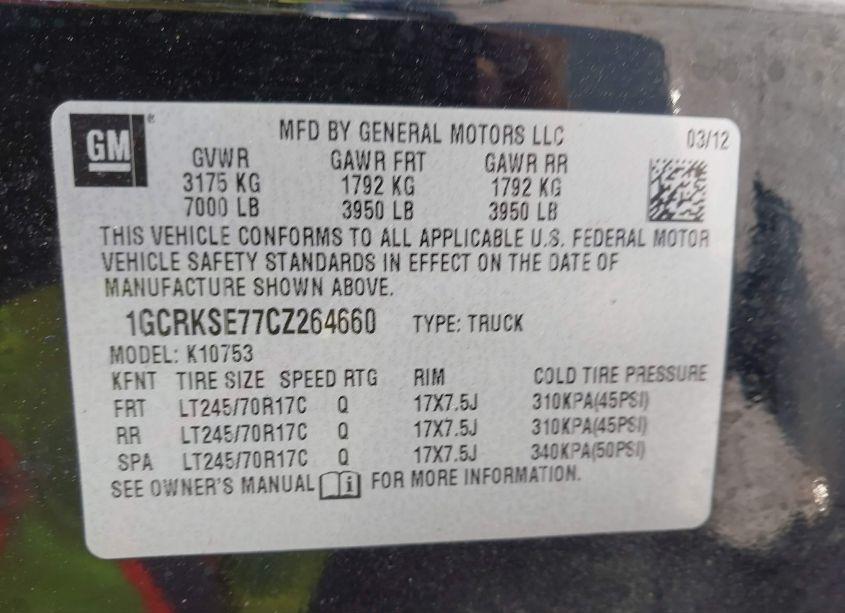 GM ® MFD BY GENERAL MOTORS LLC 03/12
GVWR GAWR FRT GAWR RR
3175 KG 1792 KG 1792 KG
7000 LB 3950 LB 3950 LB
THIS VEHICLE CONFORMS TO ALL APPLICABLE U.S. FEDERAL MOTOR
VEHICLE SAFETY STANDARDS IN EFFECT ON THE DATE OF
MANUFACTURE SHOWN ABOVE.
1GCRKSE77CZ264660 TYPE: TRUCK
MODEL: K10753
KFNT TIRE SIZE SPEED RTG RIM COLD TIRE PRESSURE
FRT LT245/70R17C Q 17X7.5J 310KPA(45PSI)
RR LT245/70R17C Q 17X7.5J 310KPA(45PSI)
SPA LT245/70R17C Q 17X7.5J 340KPA(50PSI)
SEE OWNER'S MANUAL i FOR MORE INFORMATION.